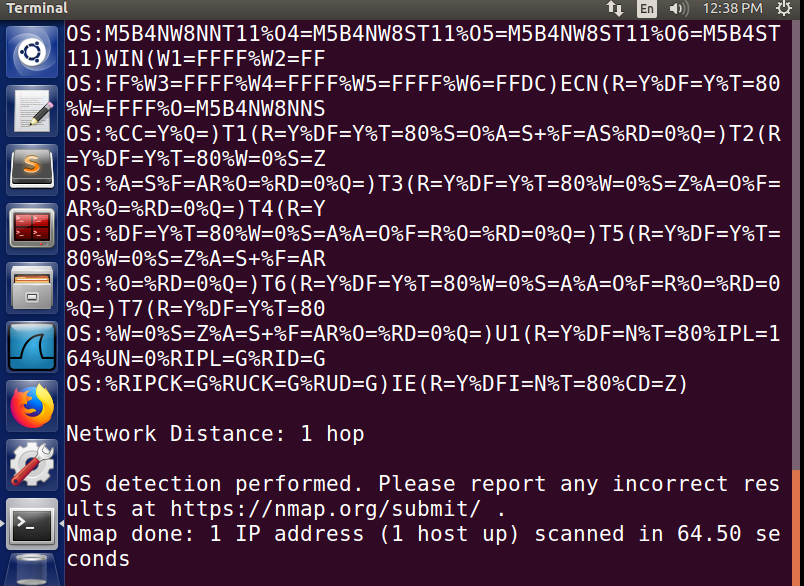 Terminal
En
12:38 PM
OS:M5B4NW8NNT11%O4=M5B4NW8ST11%O5=M5B4NW8ST11%O6=M5B4ST
11)WIN(W1=FFFF%W2=FF
OS:FF%W3=FFFF%W4=FFFF%W5=FFFF%W6=FFDC)ECN(R=Y%DF=Y%T=80
%W=FFFF%O=M5B4NW8NNS
OS:%CC=Y%Q=)T1(R=Y%DF=Y%T=80%S=O%A=S+%F=AS%RD=0%Q=)T2(R
=Y%DF=Y%T=80%W=0%S=Z
OS:%A=S%F=AR%O=%RD=0%Q=)T3(R=Y%DF=Y%T=80%W=0%S=Z%A=O%F=
AR%O=%RD=0%Q=)T4(R=Y
OS:%DF=Y%T=80%W=0%S=A%A=O%F=R%O=%RD=0%Q=)T5(R=Y%DF=Y%T=
80%W=0%S=Z%A=S+%F=AR
OS:%O=%RD=0%Q=)T6(R=Y%DF=Y%T=80%W=0%S=A%A=O%F=R%O=%RD=0
%Q=)T7(R=Y%DF=Y%T=80
OS:%W=0%S=Z%A=S+%F=AR%O=%RD=0%Q=)U1(R=Y%DF=N%T=80%IPL=1
64%UN=0%RIPL=G%RID=G
OS:%RIPCK=G%RUCK=G%RUD=G)IE(R=Y%DFI=N%T=80%CD=Z)
Network Distance: 1 hop
OS detection performed. Please report any incorrect res
ults at https://nmap.org/submit/ .
Nmap done: 1 IP address (1 host up) scanned in 64.50 se
conds